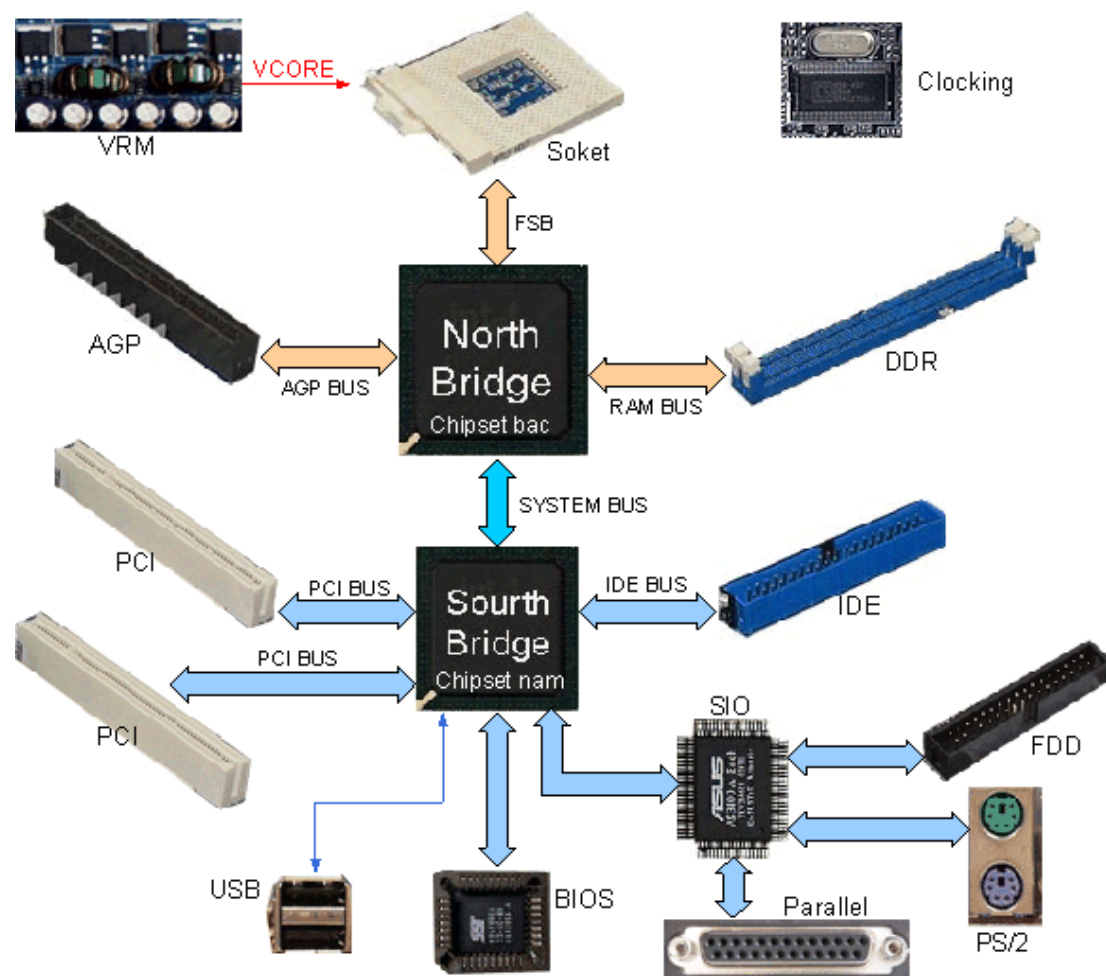 VCORE
VRM
Soket
Clocking
FSB
AGP
AGP BUS
North
Bridge
Chipset bac
DDR
RAM BUS
SYSTEM BUS
PCI
PCI BUS
IDE BUS
IDE
Sourth
Bridge
Chipset nam
PCI BUS
PCI
SIO
FDD
ASUS
USB
BIOS
Parallel
PS/2